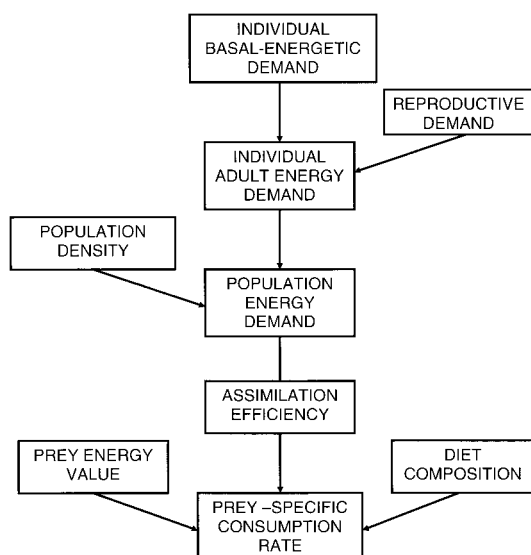 INDIVIDUAL
BASAL-ENERGETIC
DEMAND
REPRODUCTIVE
DEMAND
INDIVIDUAL
ADULT ENERGY
DEMAND
POPULATION
DENSITY
POPULATION
ENERGY
DEMAND
ASSIMILATION
EFFICIENCY
PREY ENERGY
VALUE
DIET
COMPOSITION
PREY –SPECIFIC
CONSUMPTION
RATE